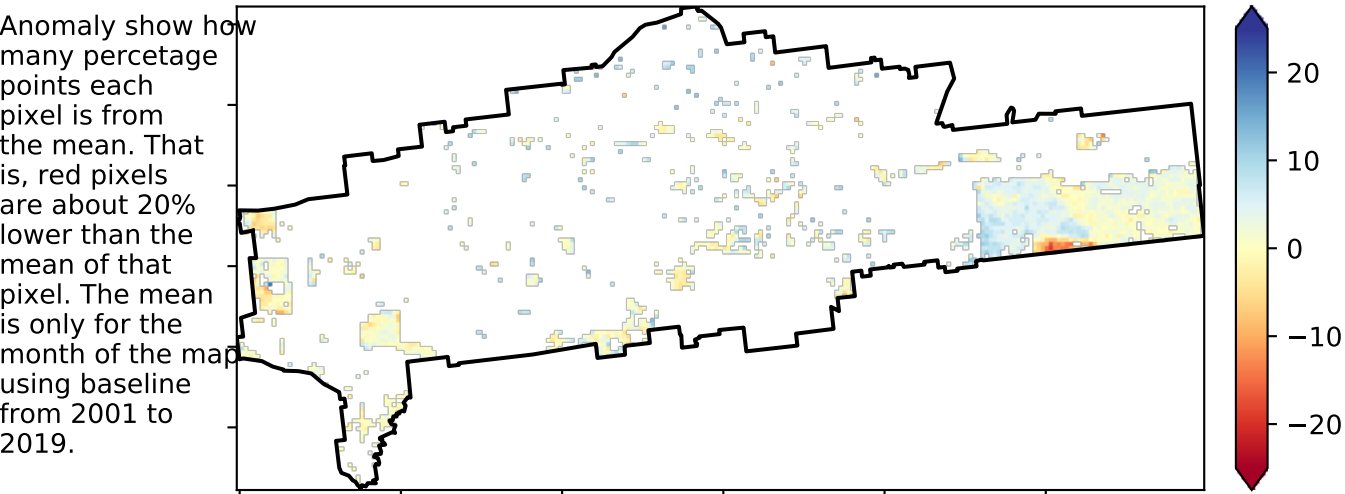 Anomaly show how
many percetage
points each
pixel is from
the mean. That
is, red pixels
are about 20%
lower than the
mean of that
pixel. The mean
is only for the
month of the map
using baseline
from 2001 to
2019.
20
10
0
−10
−20